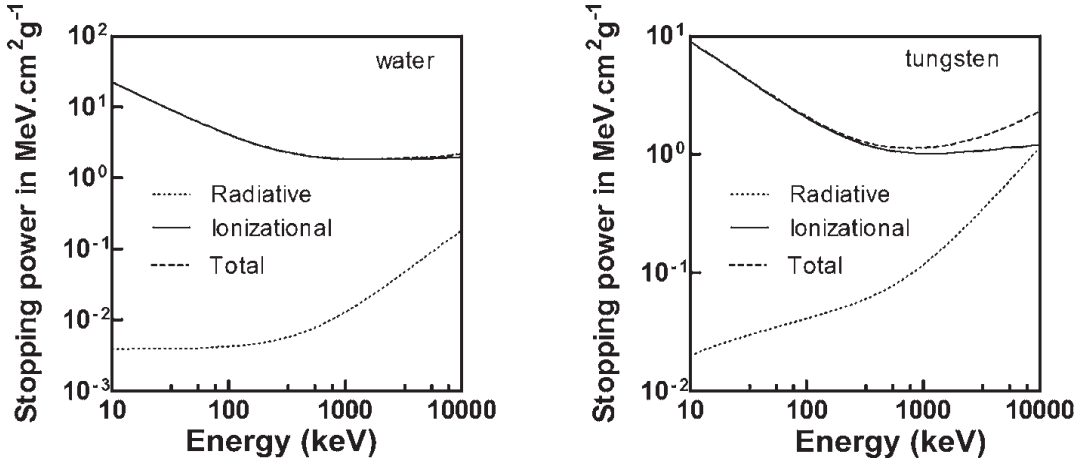 Stopping power in MeV.cm²g⁻¹
10²
10¹
10⁰
10⁻¹
10⁻²
10⁻³
water
Radiative
Ionizational
Total
10 100 1000 10000
Energy (keV)
Stopping power in MeV.cm²g⁻¹
10¹
10⁰
10⁻¹
10⁻²
tungsten
Radiative
Ionizational
Total
10 100 1000 10000
Energy (keV)